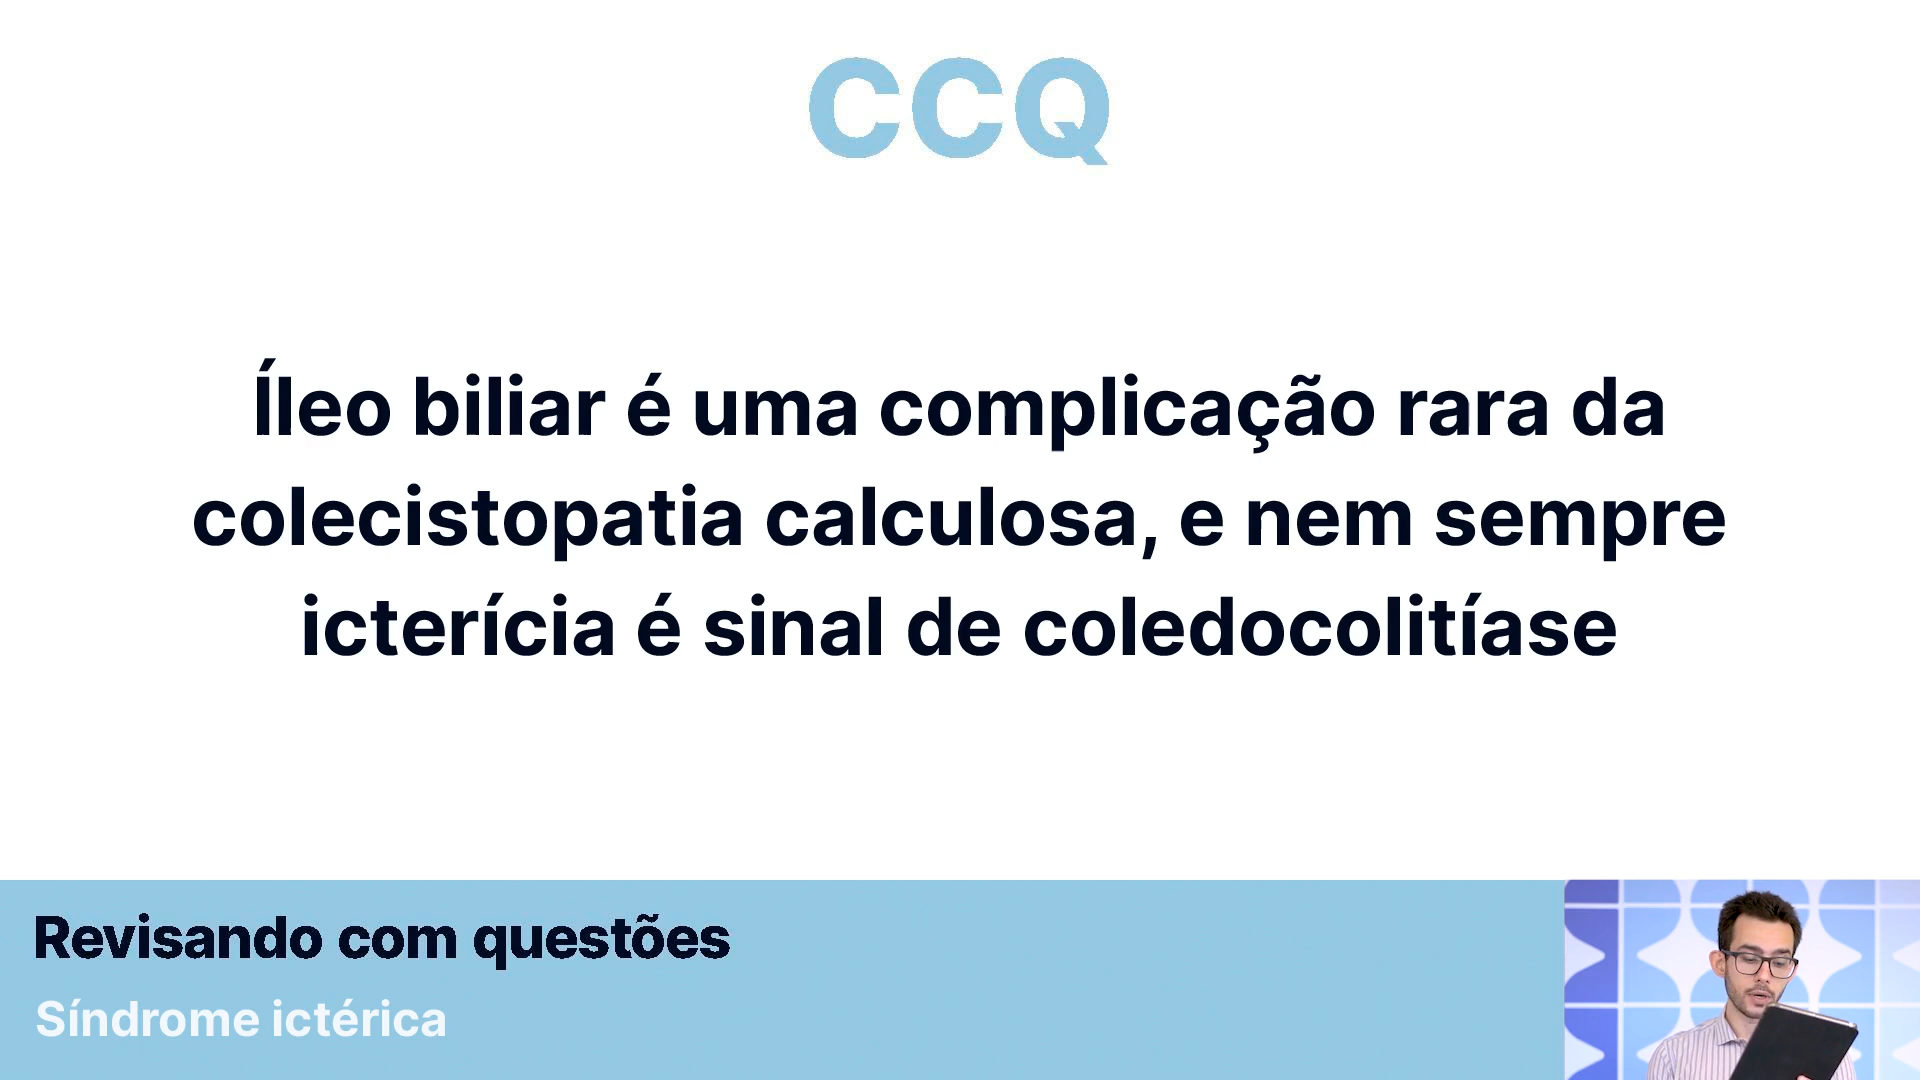 CCQ
Íleo biliar é uma complicação rara da
colecistopatia calculosa, e nem sempre
icterícia é sinal de coledocolitíase
Revisando com questões
Síndrome ictérica